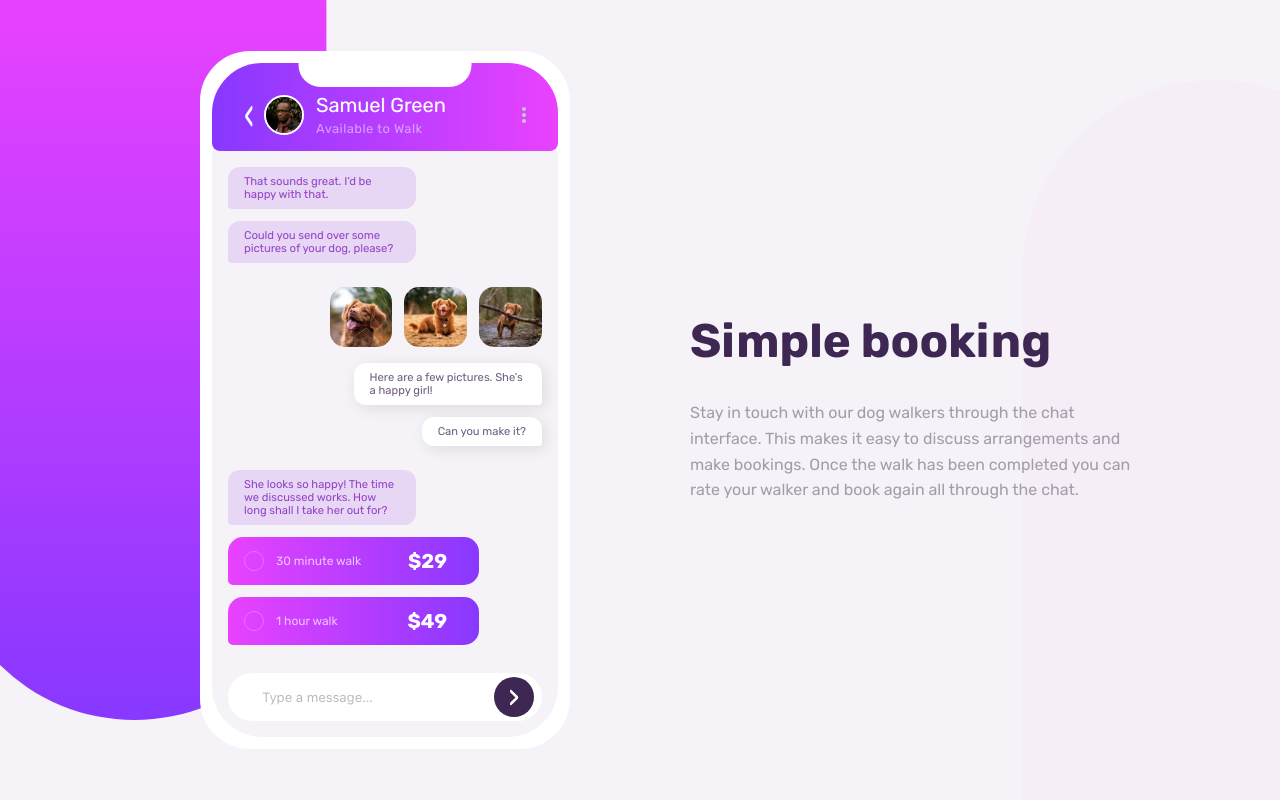 Samuel Green
Available to Walk
That sounds great. I’d be
happy with that.
Could you send over some
pictures of your dog, please?
Here are a few pictures. She’s
a happy girl!
Can you make it?
She looks so happy! The time
we discussed works. How
long shall I take her out for?
30 minute walk $29
1 hour walk $49
Type a message...
Simple booking
Stay in touch with our dog walkers through the chat
interface. This makes it easy to discuss arrangements and
make bookings. Once the walk has been completed you can
rate your walker and book again all through the chat.